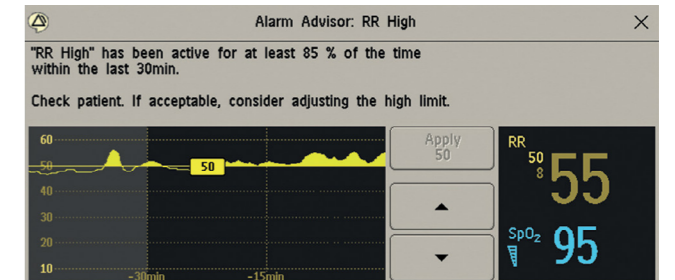 Alarm Advisor: RR High
"RR High" has been active for at least 85 % of the time
within the last 30min.
Check patient. If acceptable, consider adjusting the high limit.
60
50
40
30
20
10
50
-30min
-15min
Apply
50
RR
50
8
55
SpO₂
95